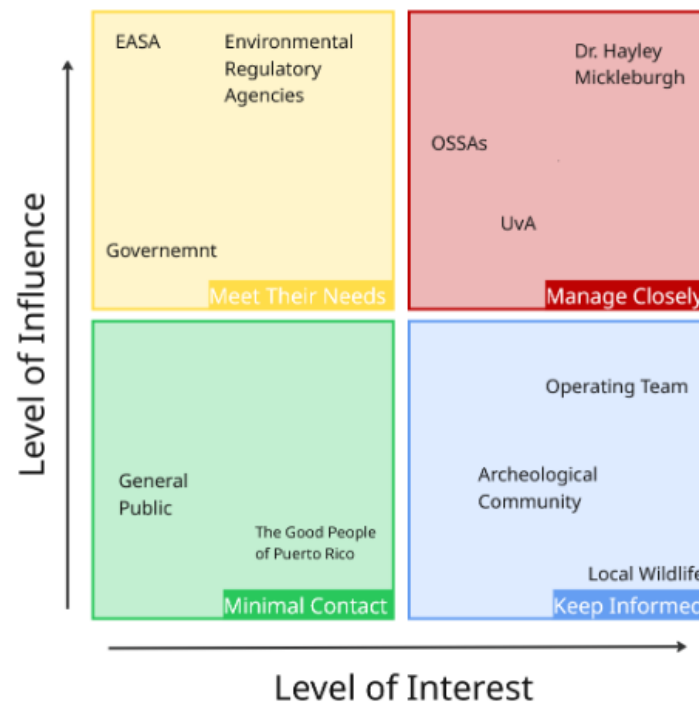 EASA
Environmental
Regulatory
Agencies
Governemnt
Meet Their Needs
Dr. Hayley
Mickleburgh
OSSAs
UvA
Manage Closely
Level of Influence
General
Public
The Good People
of Puerto Rico
Minimal Contact
Operating Team
Archeological
Community
Local Wildlife
Keep Informed
Level of Interest